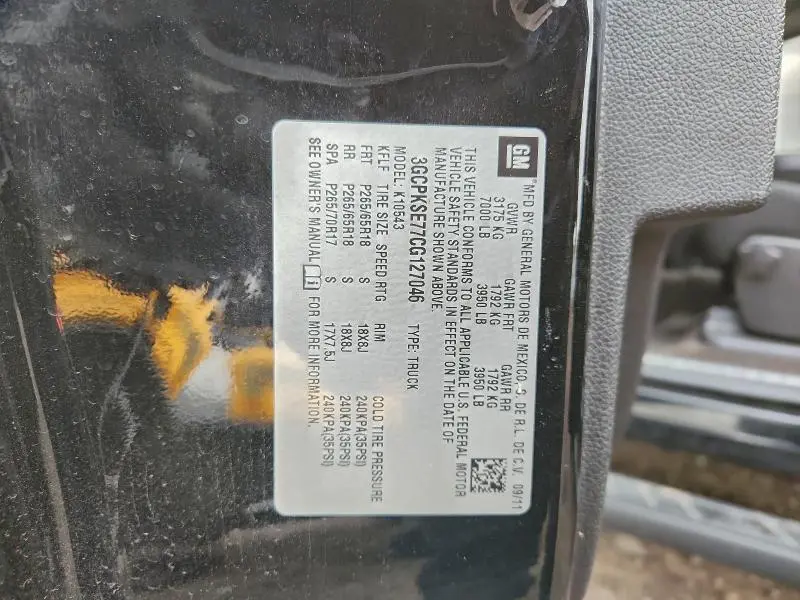 GM
®MFD BY GENERAL MOTORS DE MEXICO, S. DE R.L. DE C.V. 09/11
GVWR GAWR FRT GAWR RR
3175 KG 1792 KG 1792 KG
7000 LB 3950 LB 3950 LB
THIS VEHICLE CONFORMS TO ALL APPLICABLE U.S. FEDERAL MOTOR
VEHICLE SAFETY STANDARDS IN EFFECT ON THE DATE OF
MANUFACTURE SHOWN ABOVE.
3GCPKSE77CG127046 TYPE: TRUCK
MODEL: K10543
KFLF TIRE SIZE SPEED RTG RIM COLD TIRE PRESSURE
FRT P265/65R18 S 18X8J 240KPA(35PSI)
RR P265/65R18 S 18X8J 240KPA(35PSI)
SPA P265/70R17 S 17X7.5J 240KPA(35PSI)
SEE OWNER'S MANUAL i FOR MORE INFORMATION.